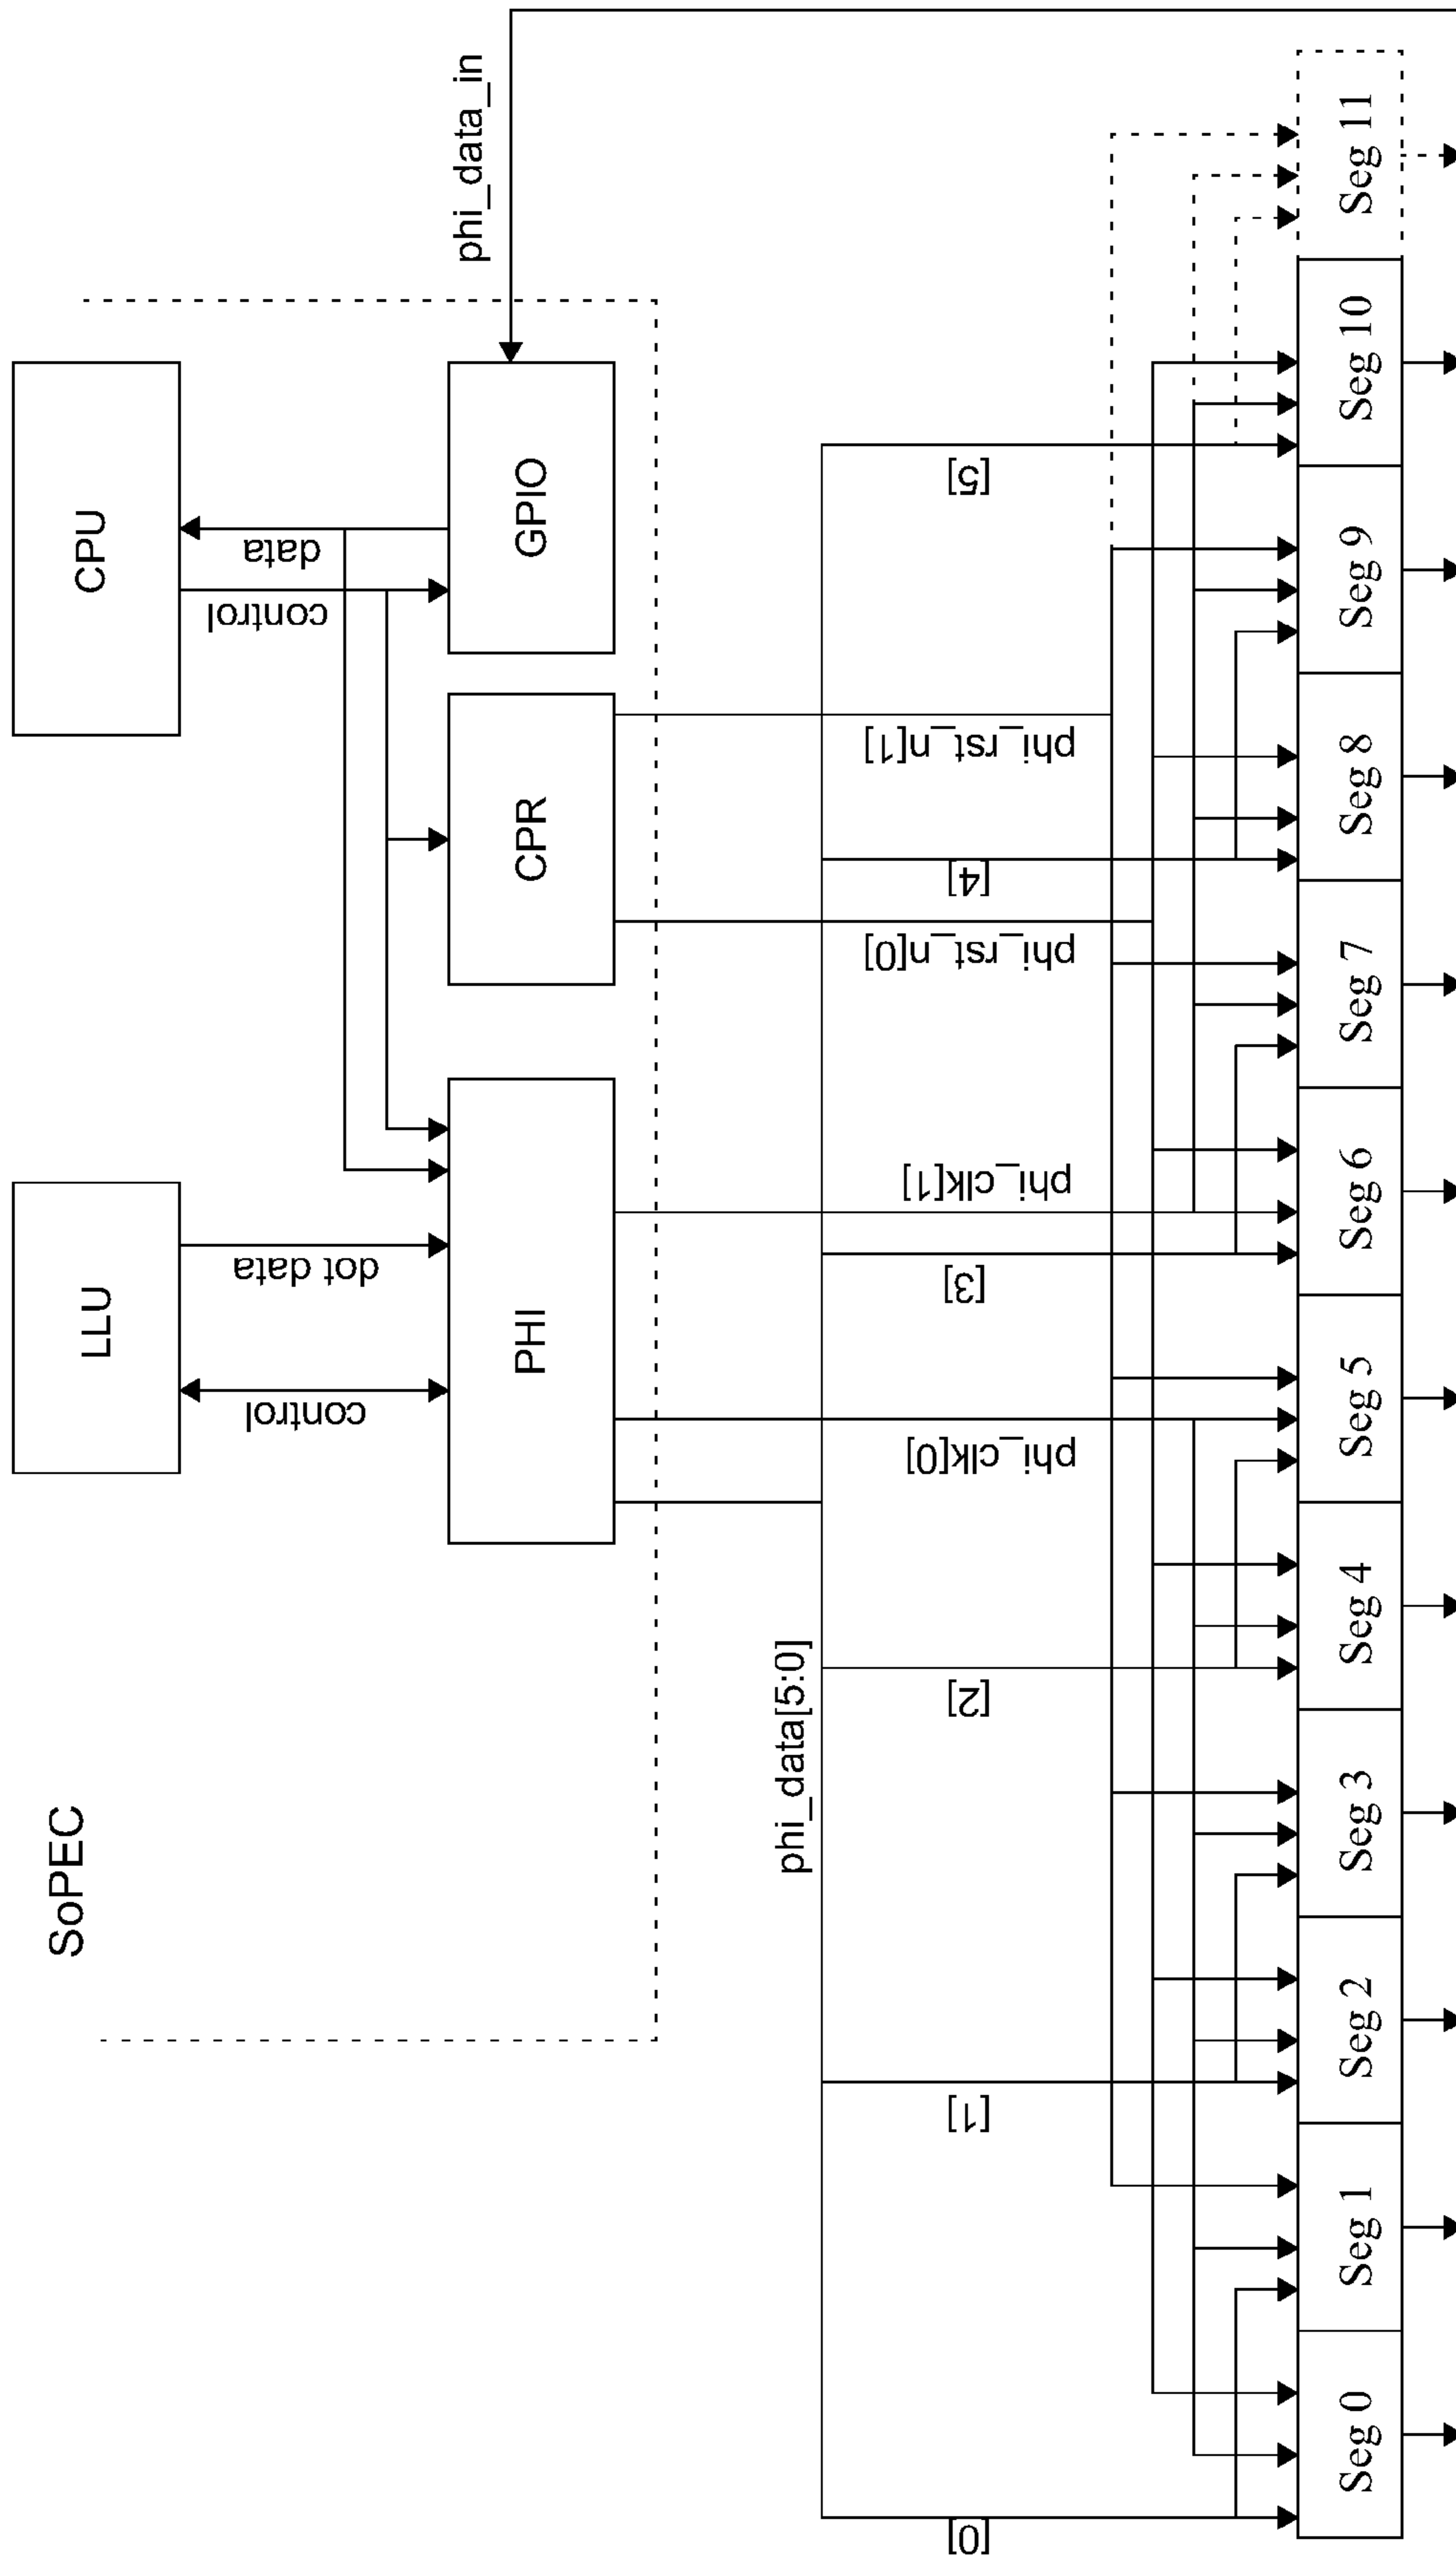 SoPEC
LLU
CPU
control
dot data
control
data
PHI
CPR
GPIO
phi_data_in
phi_data[5:0]
phi_clk[0]
phi_clk[1]
phi_rst_n[0]
phi_rst_n[1]
[0]
[1]
[2]
[3]
[4]
[5]
Seg 0
Seg 1
Seg 2
Seg 3
Seg 4
Seg 5
Seg 6
Seg 7
Seg 8
Seg 9
Seg 10
Seg 11